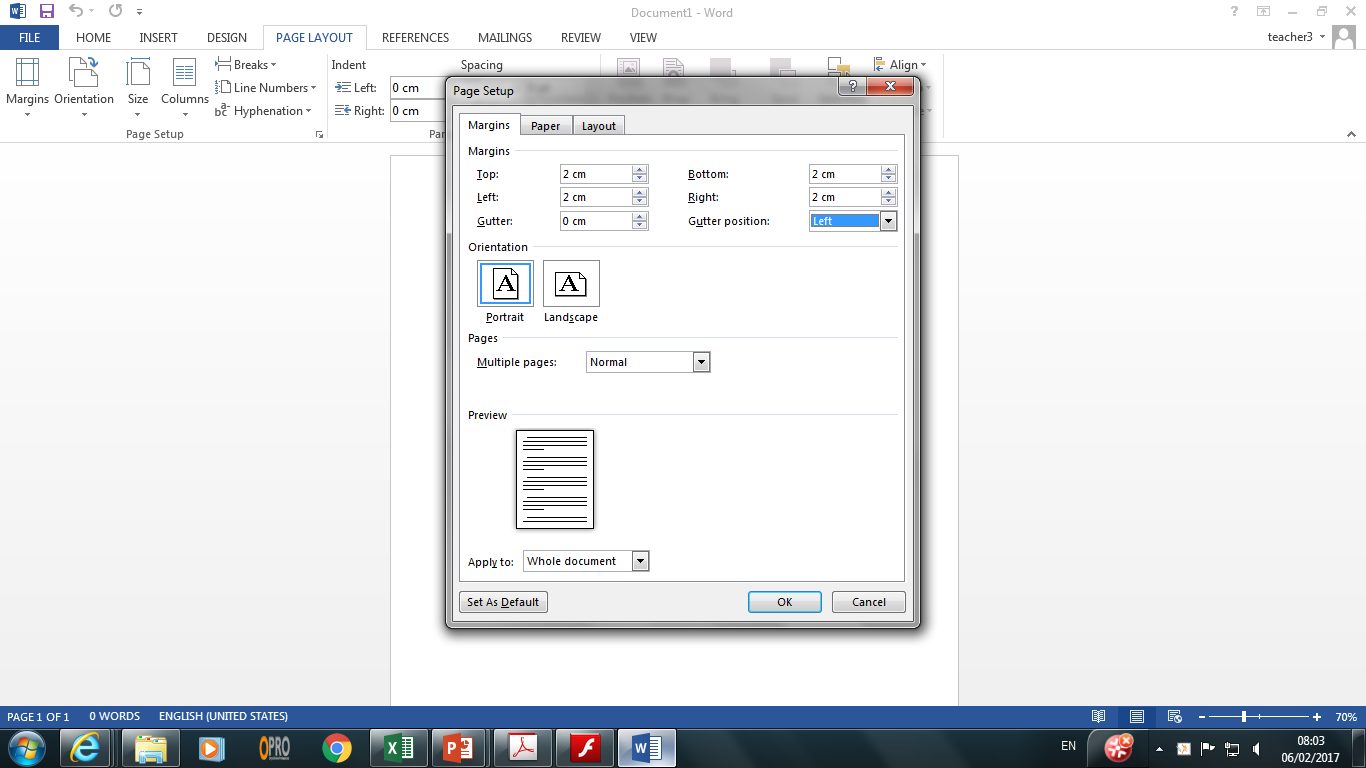 Document1 - Word
FILE HOME INSERT DESIGN PAGE LAYOUT REFERENCES MAILINGS REVIEW VIEW teacher3
Breaks Indent Spacing Align
Line Numbers Left: 0 cm
Margins Orientation Size Columns Hyphenation Right: 0 cm
Page Setup
Page Setup
Margins Paper Layout
Margins
Top: 2 cm Bottom: 2 cm
Left: 2 cm Right: 2 cm
Gutter: 0 cm Gutter position: Left
Orientation
A A
Portrait Landscape
Pages
Multiple pages: Normal
Preview
Apply to: Whole document
Set As Default OK Cancel
PAGE 1 OF 1 0 WORDS ENGLISH (UNITED STATES) 70%
OPRO EN 08:03
06/02/2017